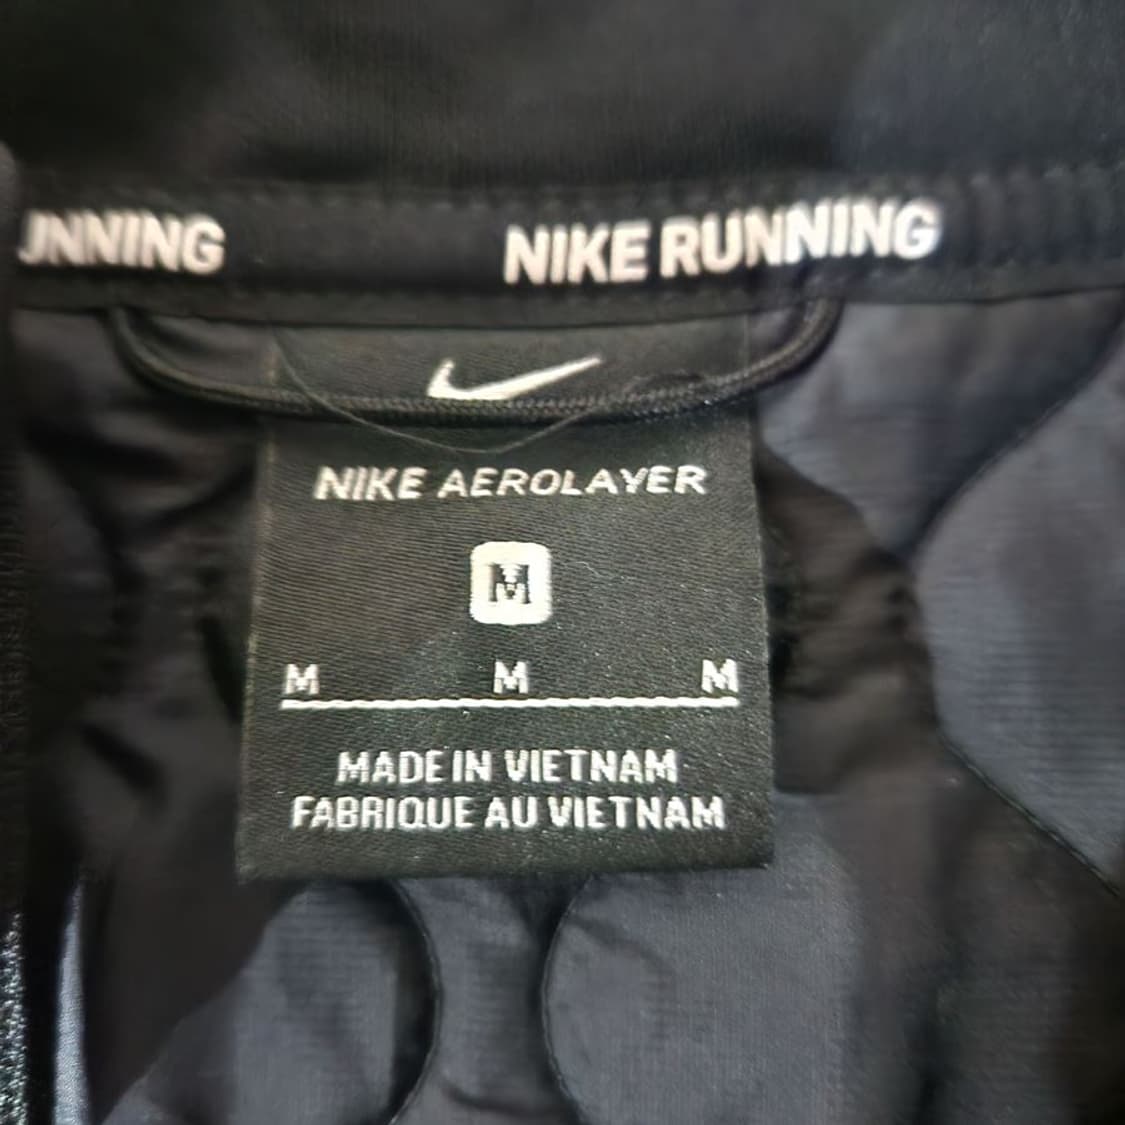 UNNING NIKE RUNNING
NIKE AEROLAYER
M
M M M
MADE IN VIETNAM
FABRIQUE AU VIETNAM